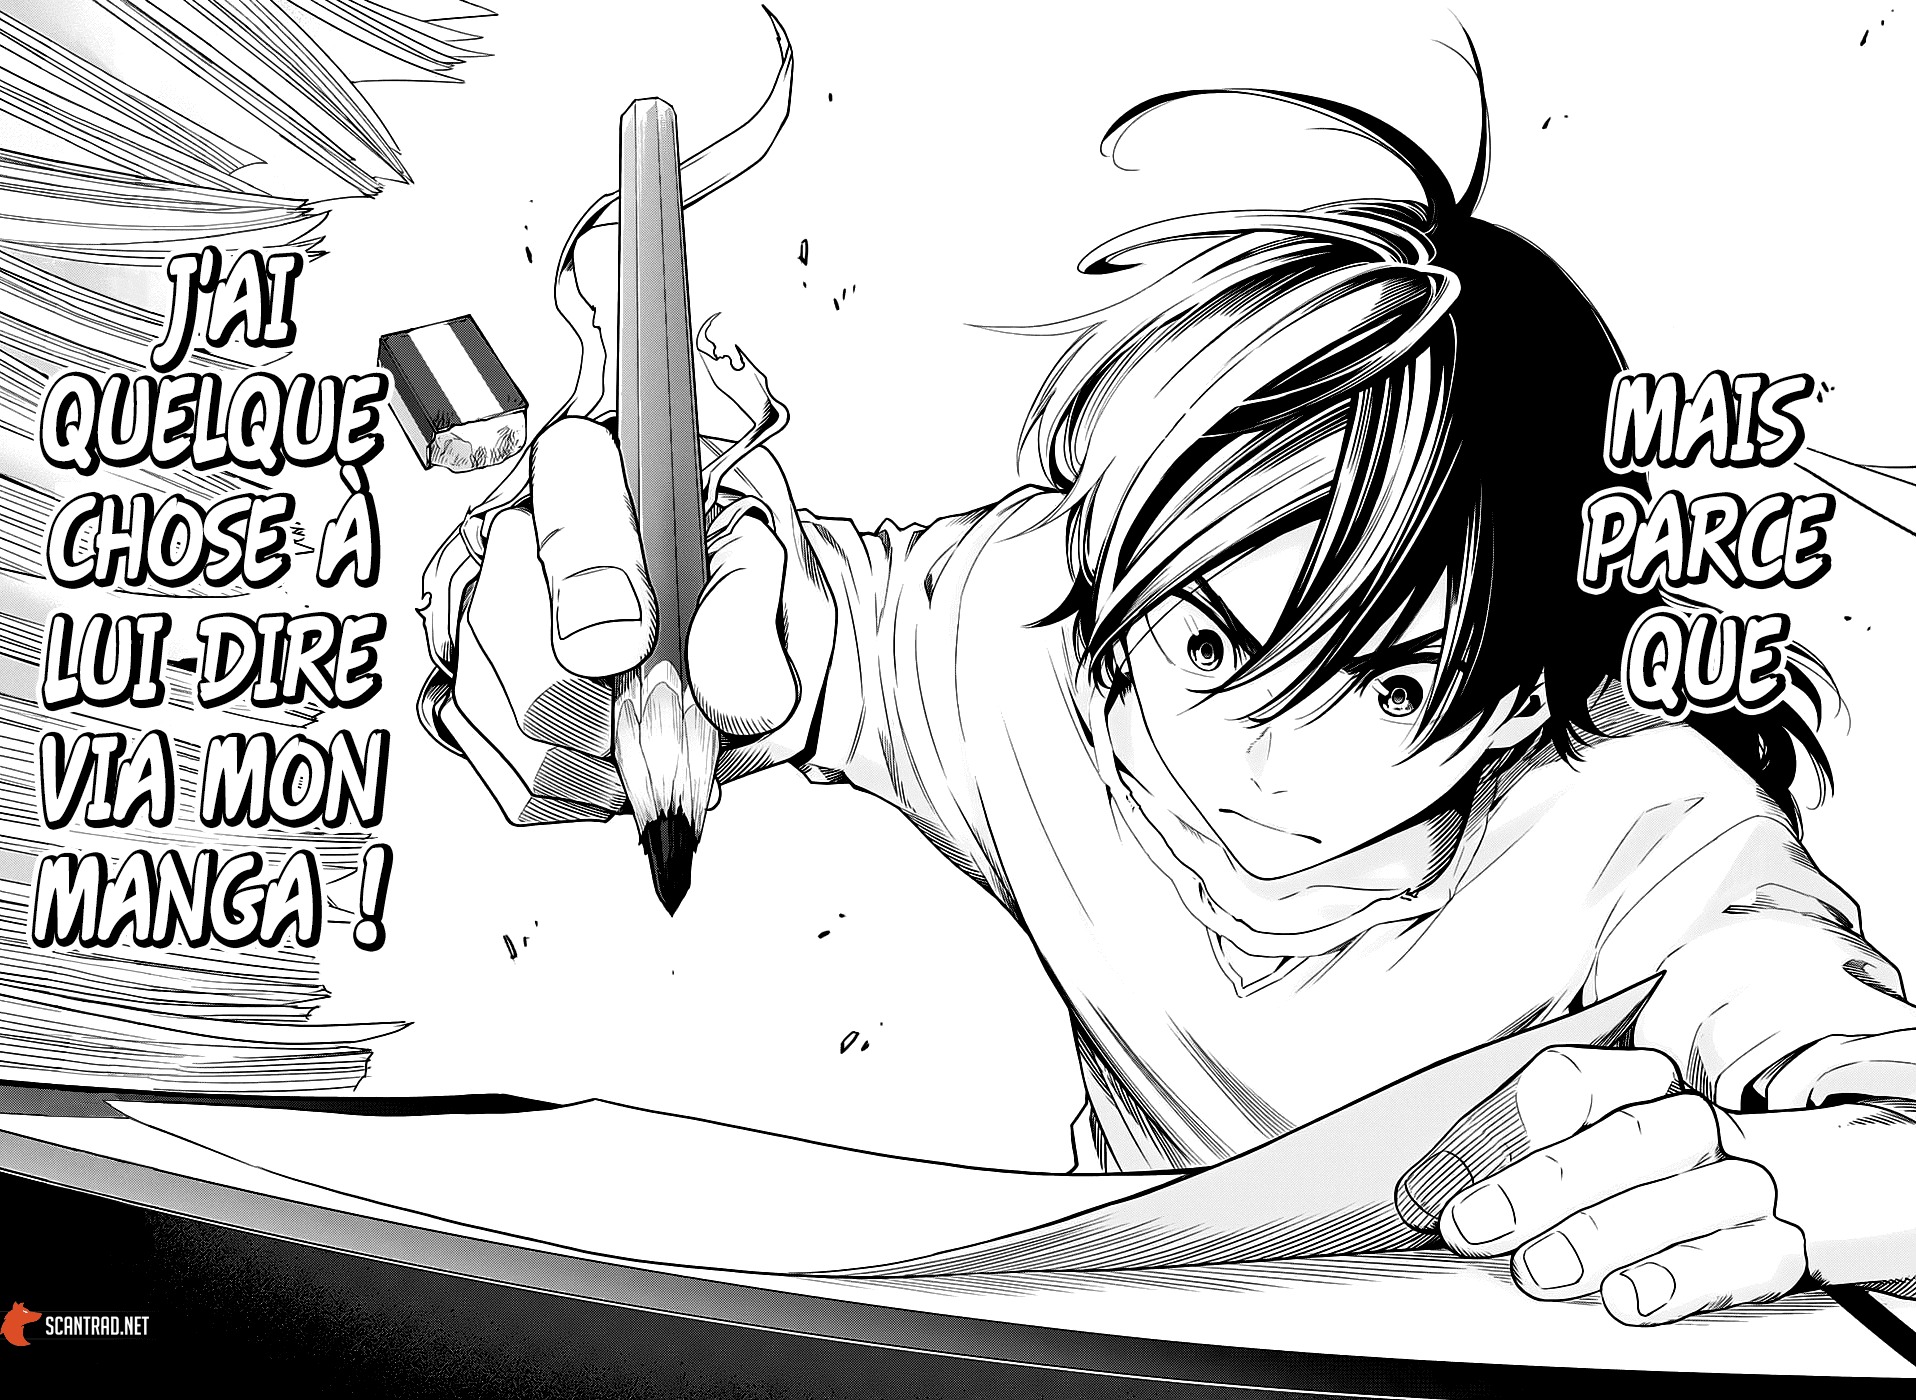 MAIS
PARCE
QUE
J'AI
QUELQUE
CHOSE À
LUI DIRE
VIA MON
MANGA !
SCANTRAD.NET